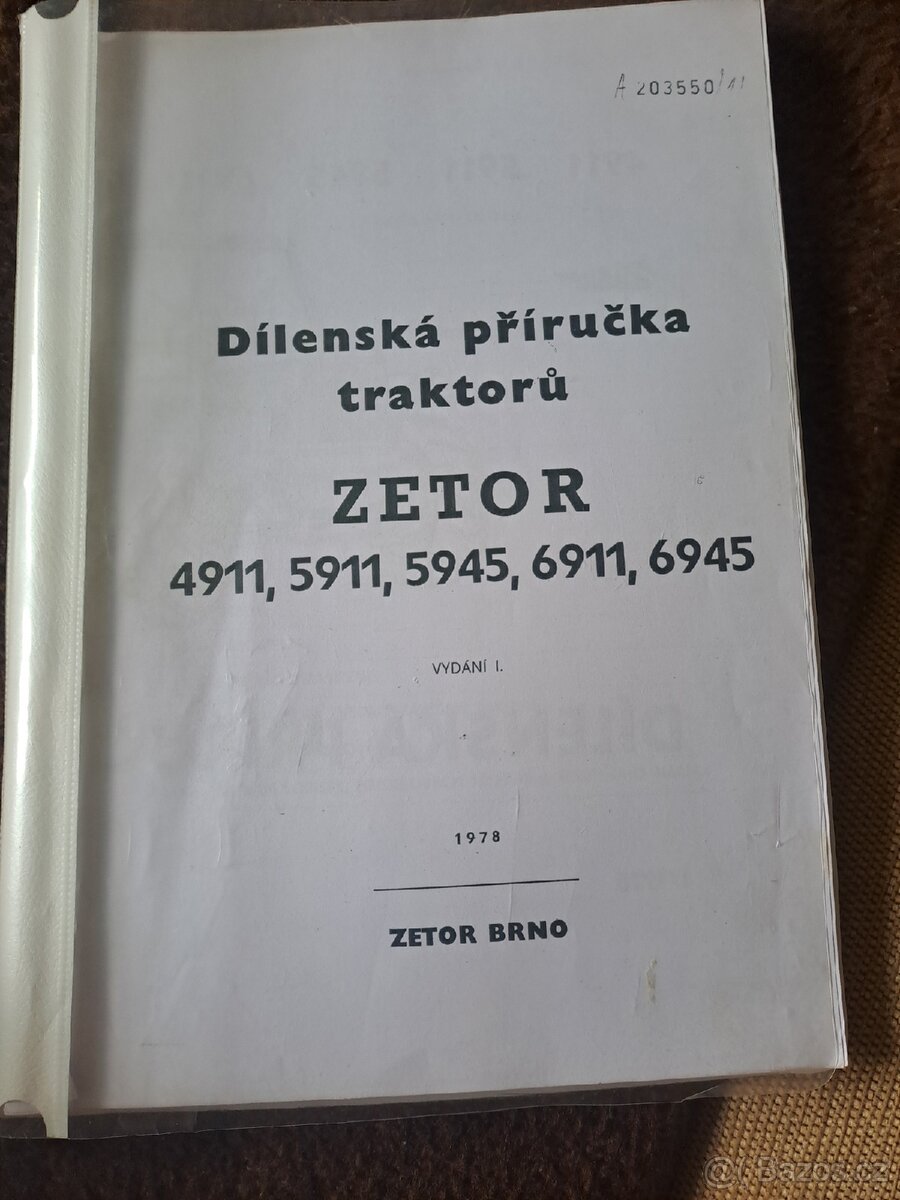 A 203550/11
Dílenská příručka
traktorů
ZETOR
4911, 5911, 5945, 6911, 6945
VYDÁNÍ I.
1978
ZETOR BRNO
Bazos.cz